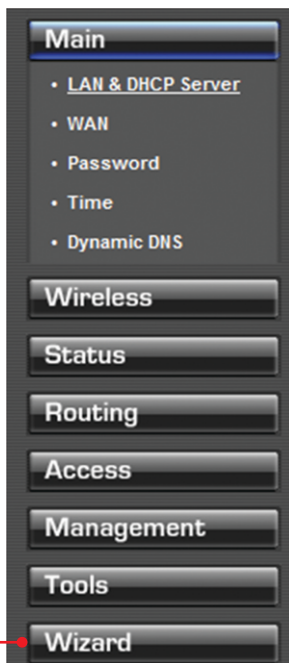 Main
• LAN & DHCP Server
• WAN
• Password
• Time
• Dynamic DNS
Wireless
Status
Routing
Access
Management
Tools
Wizard